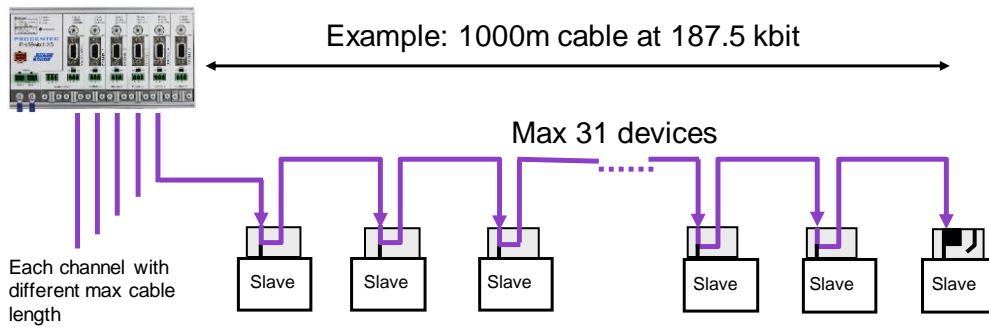 PROCENTEC
Example: 1000m cable at 187.5 kbit
Max 31 devices
Each channel with
different max cable
length
Slave
Slave
Slave
Slave
Slave
Slave